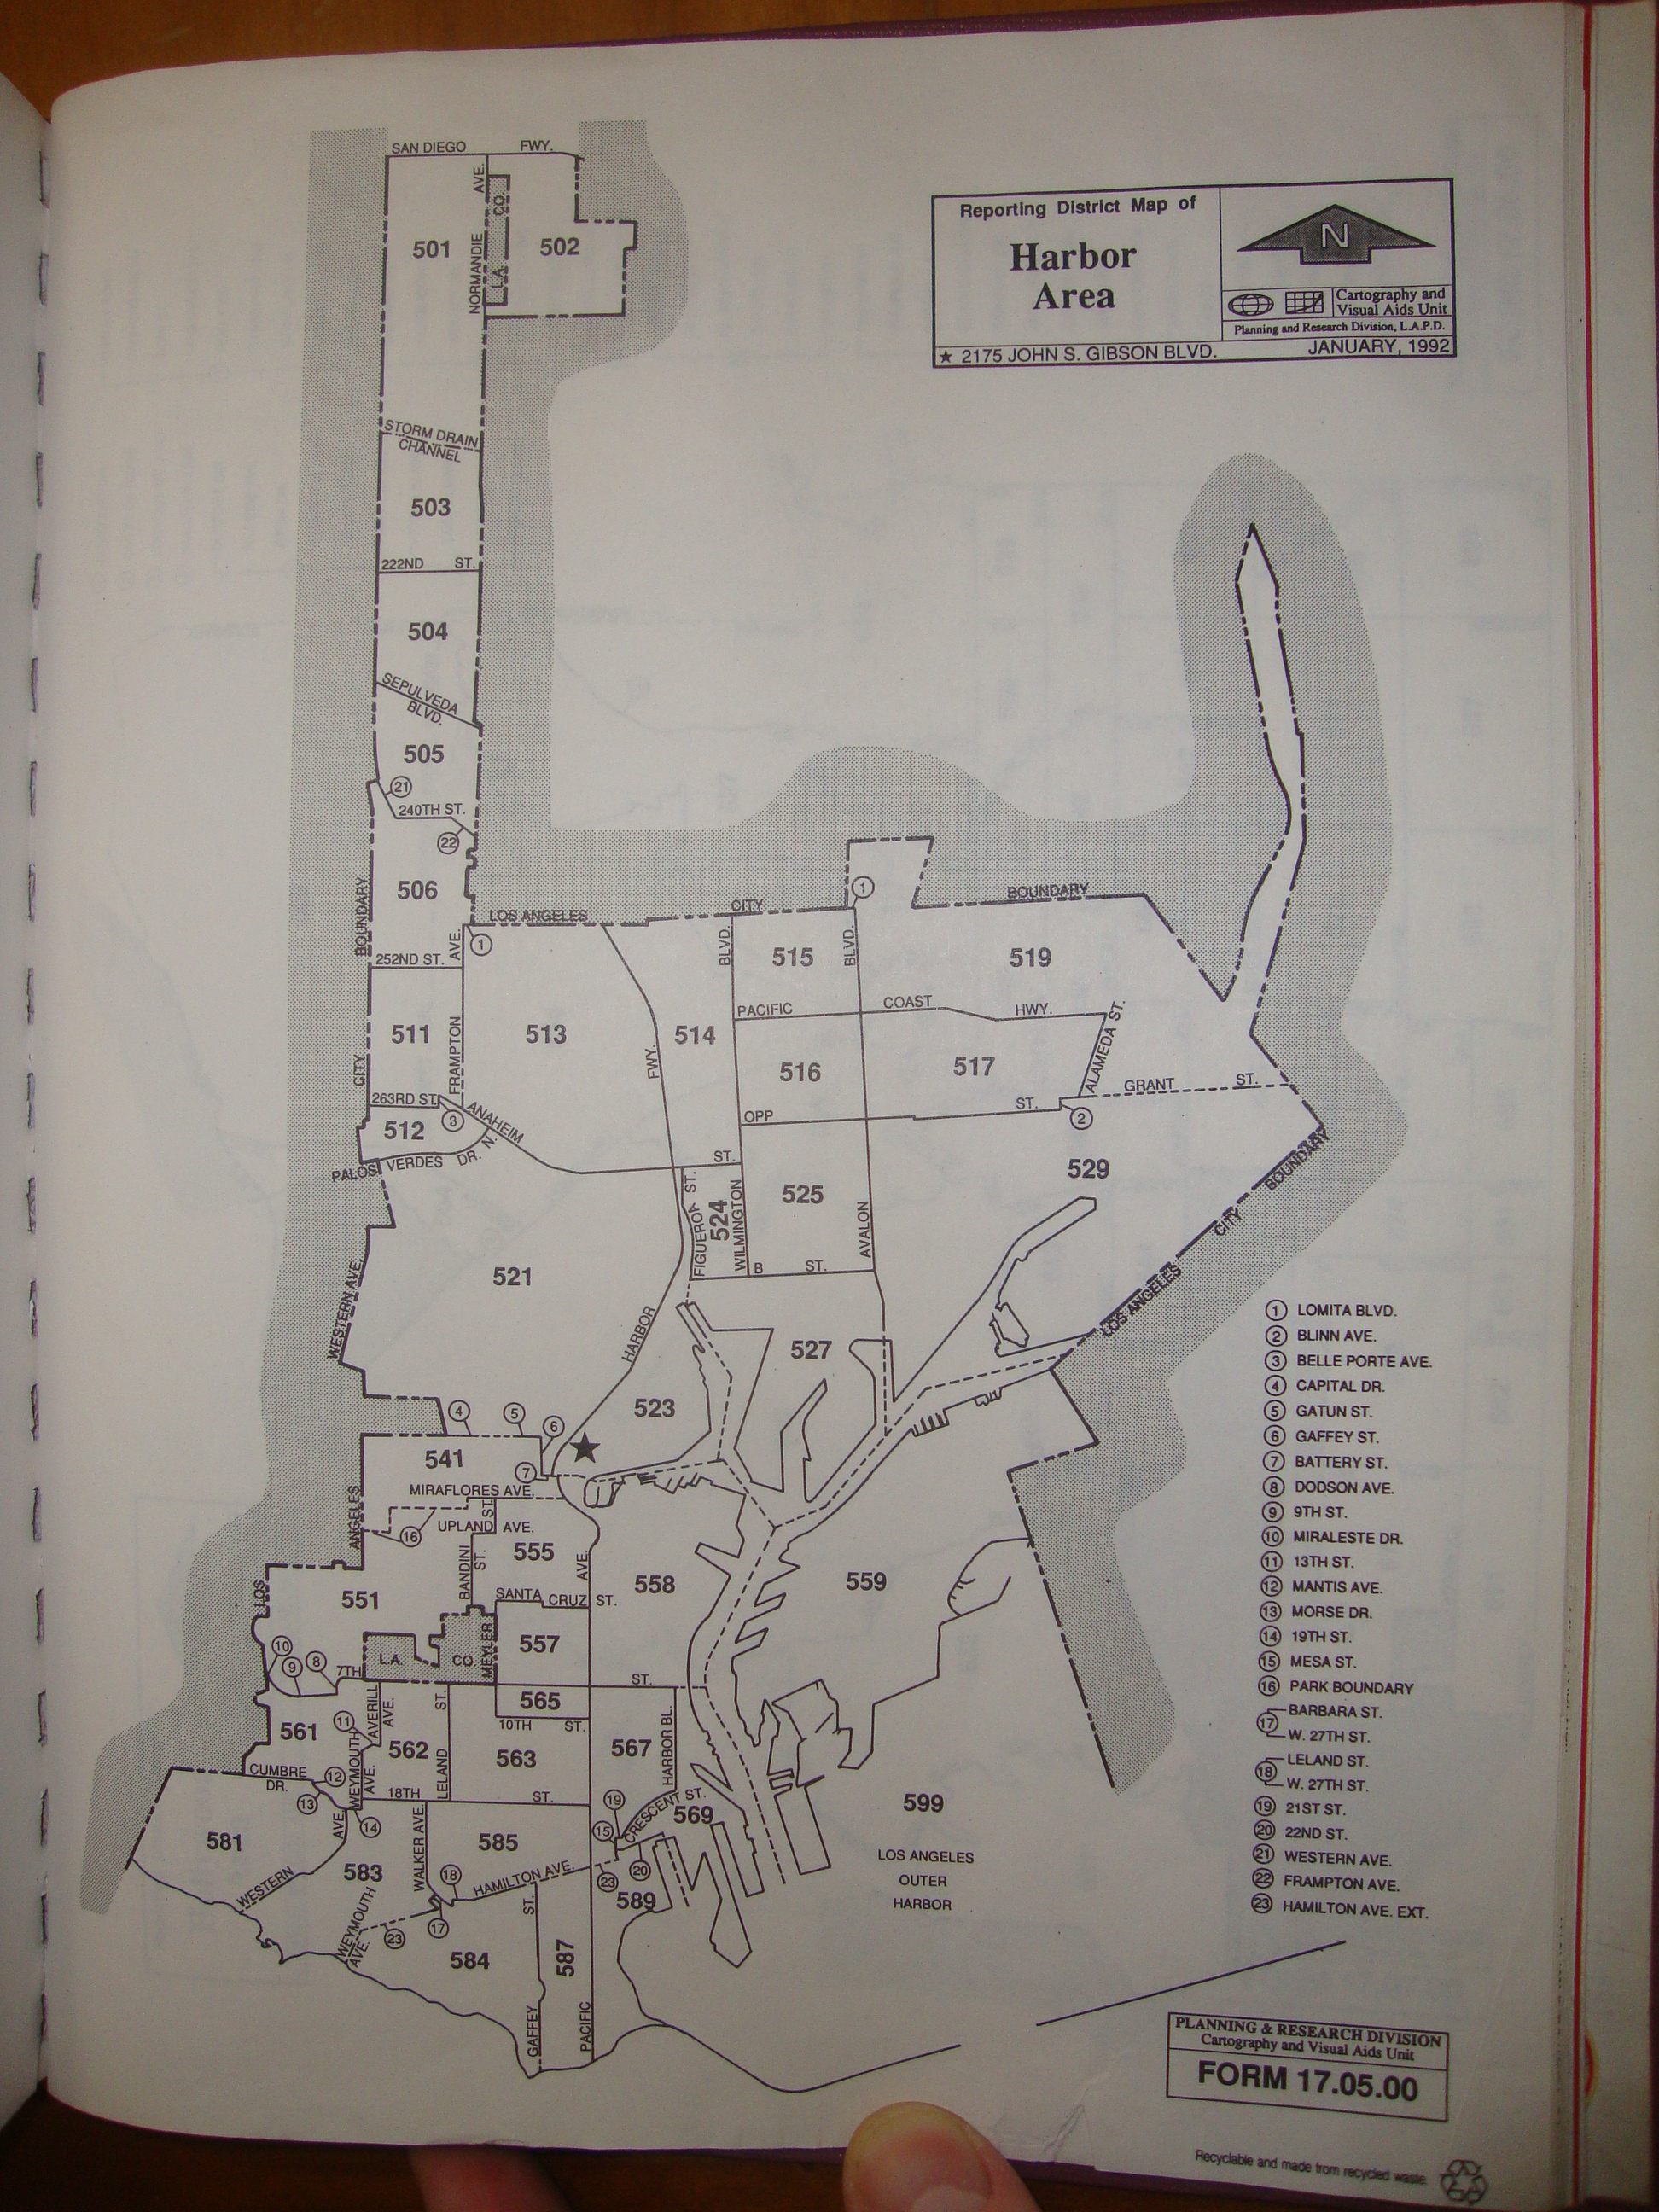 SAN DIEGO FWY.
Reporting District Map of
Harbor
Area
N
Cartography and
Visual Aids Unit
Planning and Research Division, L.A.P.D.
★ 2175 JOHN S. GIBSON BLVD. JANUARY, 1992
501
NORMANDIE AVE.
L.A. CO.
502
STORM DRAIN
CHANNEL
503
222ND ST.
504
SEPULVEDA
BLVD.
505
21
240TH ST.
22
506
BOUNDARY
CITY
LOS ANGELES CITY BOUNDARY
1
1
252ND ST.
FRAMPTON AVE.
511
513
FWY.
514
BLVD.
515
BLVD.
519
PACIFIC COAST HWY.
516
517
ALAMEDA ST.
GRANT ST.
263RD ST.
3
ANAHEIM ST.
OPP ST.
2
512
PALOS VERDES DR. N.
529
LOS ANGELES CITY BOUNDARY
FIGUEROA ST.
524
WILMINGTON
525
AVALON
B ST.
521
WESTERN AVE.
HARBOR
527
523
4
5
6
541
7
MIRAFLORES AVE.
ANGELES
LOS
16
UPLAND AVE.
ST.
BANDINI ST.
555
AVE.
558
559
551
SANTA CRUZ ST.
557
L.A. CO.
MEYLER
10
9
8
7TH ST.
565
10TH ST.
561
11
AVERILL AVE.
562
LELAND ST.
563
567
HARBOR BL.
CUMBRE
DR.
12
13
WEYMOUTH AVE.
14
18TH ST.
19
15
CRESCENT ST.
569
599
LOS ANGELES
OUTER
HARBOR
581
WESTERN AVE.
583
WALKER AVE.
585
18
HAMILTON AVE.
23
20
589
WEYMOUTH AVE.
23
17
584
GAFFEY ST.
587
PACIFIC
1 LOMITA BLVD.
2 BLINN AVE.
3 BELLE PORTE AVE.
4 CAPITAL DR.
5 GATUN ST.
6 GAFFEY ST.
7 BATTERY ST.
8 DODSON AVE.
9 9TH ST.
10 MIRALESTE DR.
11 13TH ST.
12 MANTIS AVE.
13 MORSE DR.
14 19TH ST.
15 MESA ST.
16 PARK BOUNDARY
17 BARBARA ST.
W. 27TH ST.
18 LELAND ST.
W. 27TH ST.
19 21ST ST.
20 22ND ST.
21 WESTERN AVE.
22 FRAMPTON AVE.
23 HAMILTON AVE. EXT.
PLANNING & RESEARCH DIVISION
Cartography and Visual Aids Unit
FORM 17.05.00
Recyclable and made from recycled waste.